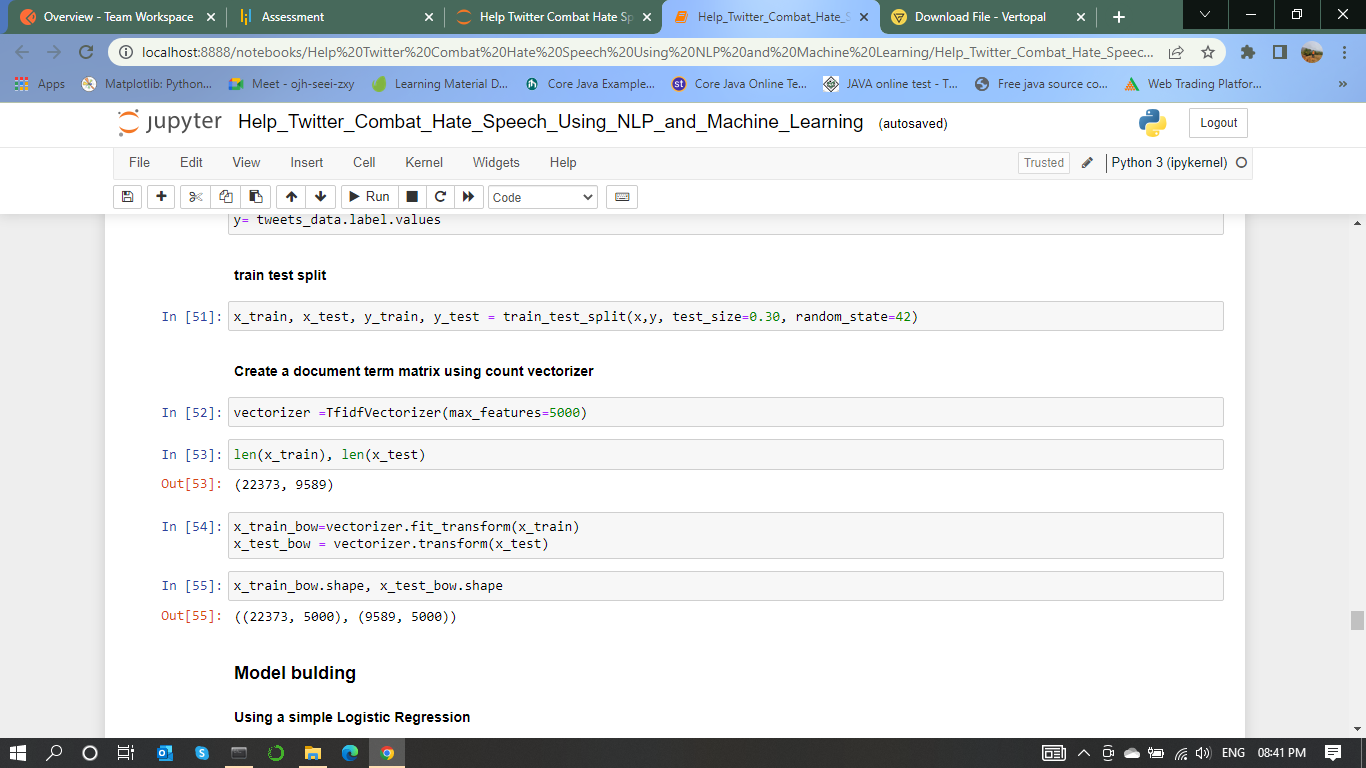 Overview - Team Workspace
Assessment
Help Twitter Combat Hate Sp
Help_Twitter_Combat_Hate_S
Download File - Vertopal
localhost:8888/notebooks/Help%20Twitter%20Combat%20Hate%20Speech%20Using%20NLP%20and%20Machine%20Learning/Help_Twitter_Combat_Hate_Speec...
Apps
Matplotlib: Python...
Meet - ojh-seei-zxy
Learning Material D...
Core Java Example...
st
Core Java Online Te...
JAVA online test - T...
Free java source co...
Web Trading Platfor...
»
jupyter Help_Twitter_Combat_Hate_Speech_Using_NLP_and_Machine_Learning (autosaved)
Logout
File Edit View Insert Cell Kernel Widgets Help
Trusted
Python 3 (ipykernel)
Run
Code
y= tweets_data.label.values
train test split
In [51]: x_train, x_test, y_train, y_test = train_test_split(x,y, test_size=0.30, random_state=42)
Create a document term matrix using count vectorizer
In [52]: vectorizer =TfidfVectorizer(max_features=5000)
In [53]: len(x_train), len(x_test)
Out[53]: (22373, 9589)
In [54]: x_train_bow=vectorizer.fit_transform(x_train)
x_test_bow = vectorizer.transform(x_test)
In [55]: x_train_bow.shape, x_test_bow.shape
Out[55]: ((22373, 5000), (9589, 5000))
Model bulding
Using a simple Logistic Regression
ENG
08:41 PM